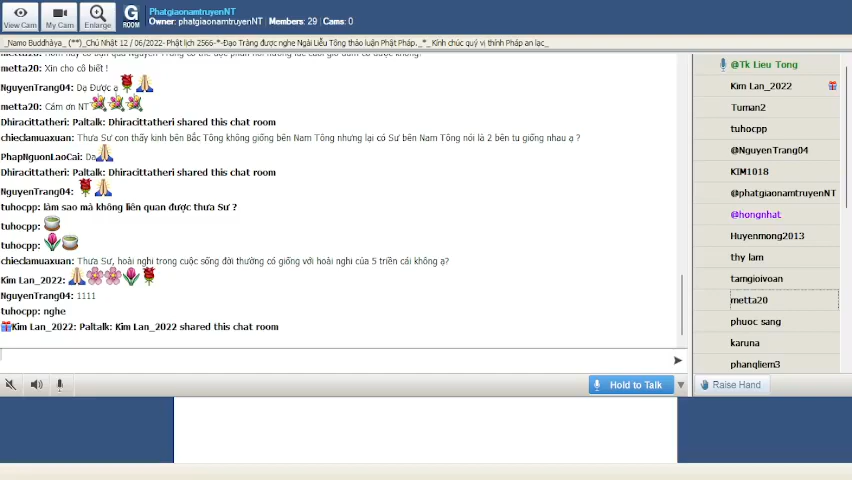 View Cam
My Cam
Enlarge
G
ROOM
PhatgiaonamtruyenNT
Owner: phatgiaonamtruyenNT | Members: 29 | Cams: 0
_Namo Buddhàya_ (**)_Chủ Nhật 12 / 06/2022- Phật lịch 2566-*-Đạo Tràng được nghe Ngài Liễu Tông thảo luận Phật Pháp. _*_ Kính chúc quý vị thính Pháp an lạc_
metta20: Xin cho cô biết !
NguyenTrang04: Dạ Được ạ
metta20: Cám ơn NT
Dhiracittatheri: Paltalk: Dhiracittatheri shared this chat room
chieclamuaxuan: Thưa Sư con thấy kinh bên Bắc Tông không giống bên Nam Tông nhưng lại có Sư bên Nam Tông nói là 2 bên tu giống nhau ạ ?
PhapNguonLaoCai: Dạ
Dhiracittatheri: Paltalk: Dhiracittatheri shared this chat room
NguyenTrang04:
tuhocpp: làm sao mà không liên quan được thưa Sư ?
tuhocpp:
tuhocpp:
chieclamuaxuan: Thưa Sư, hoài nghi trong cuộc sống đời thường có giống với hoài nghi của 5 triền cái không ạ?
Kim Lan_2022:
NguyenTrang04: 1111
tuhocpp: nghe
Kim Lan_2022: Paltalk: Kim Lan_2022 shared this chat room
Hold to Talk
@Tk Lieu Tong
Kim Lan_2022
Tuman2
tuhocpp
@NguyenTrang04
KIM1018
@phatgiaonamtruyenNT
@hongnhat
Huyenmong2013
thy lam
tamgioivoan
metta20
phuoc sang
karuna
phapliem3
Raise Hand